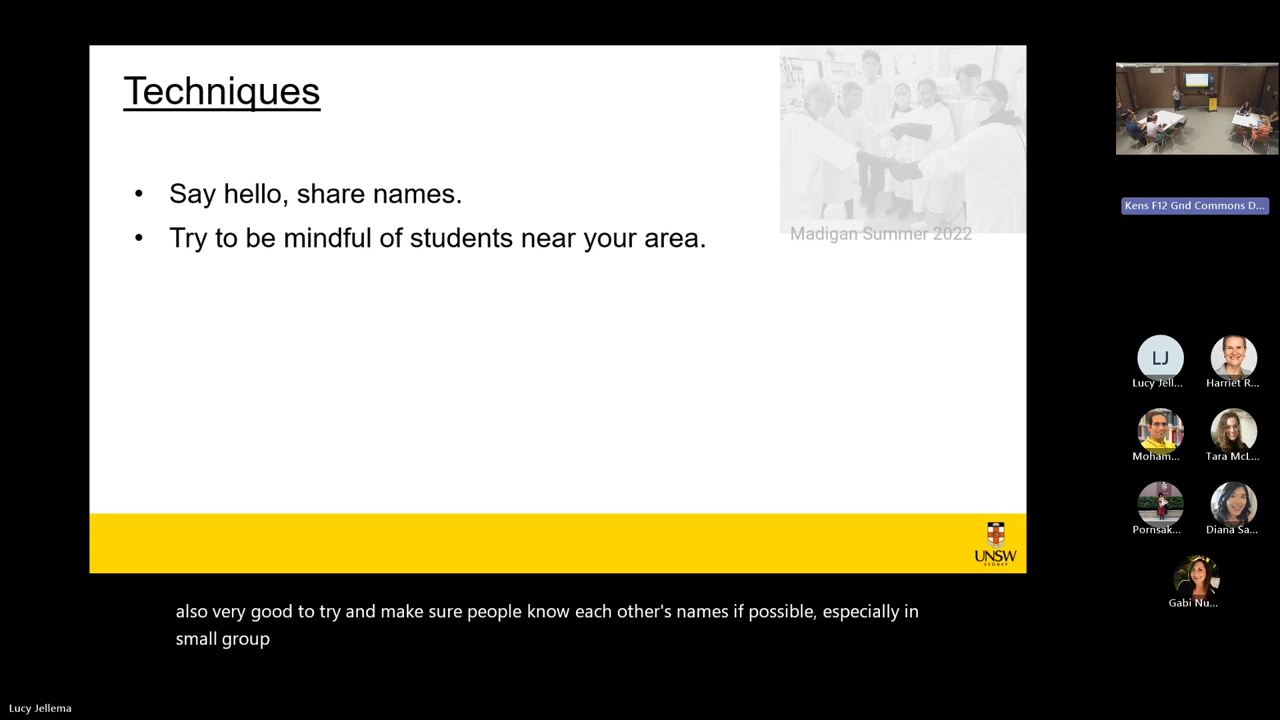 Techniques
• Say hello, share names.
• Try to be mindful of students near your area.
Madigan Summer 2022
UNSW
SYDNEY
also very good to try and make sure people know each other's names if possible, especially in
small group
Lucy Jellema
Kens F12 Gnd Commons D...
LJ
Lucy Jell...
Harriet R...
Moham...
Tara McL...
Pornsak...
Diana Sa...
Gabi Nu...